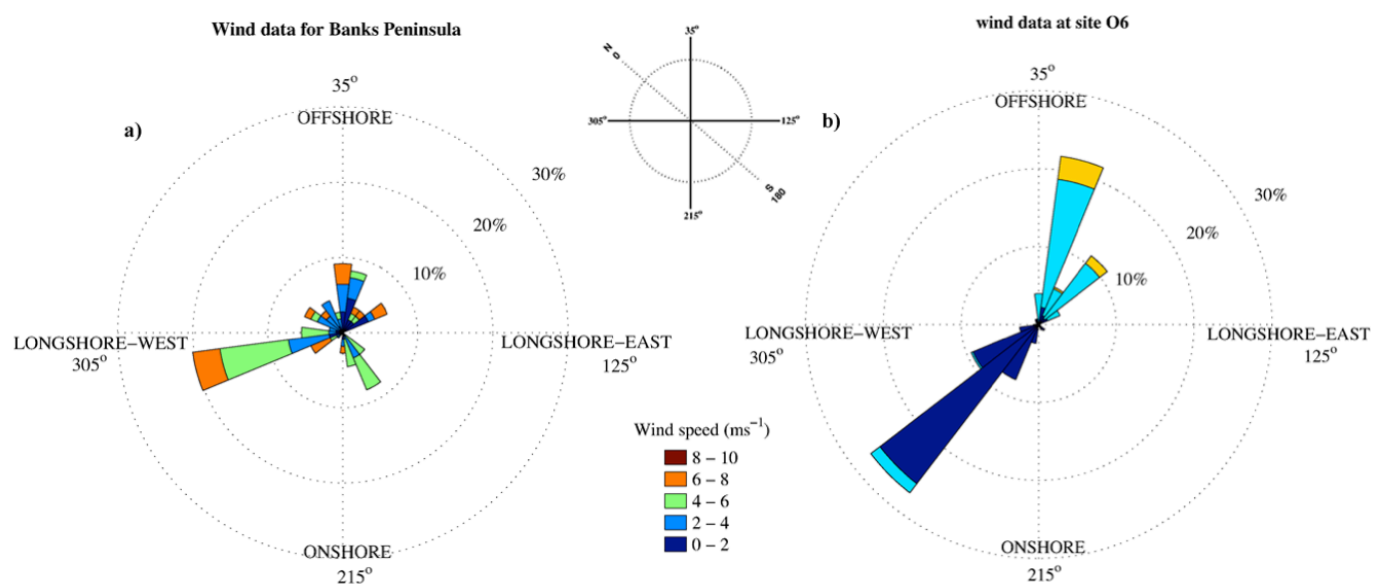 Wind data for Banks Peninsula
wind data at site O6
35°
OFFSHORE
a)
30%
20%
10%
LONGSHORE−WEST
305°
LONGSHORE−EAST
125°
ONSHORE
215°
N
0
35°
305°
125°
S
180
215°
Wind speed (ms⁻¹)
8 − 10
6 − 8
4 − 6
2 − 4
0 − 2
b)
35°
OFFSHORE
30%
20%
10%
LONGSHORE−WEST
305°
LONGSHORE−EAST
125°
ONSHORE
215°